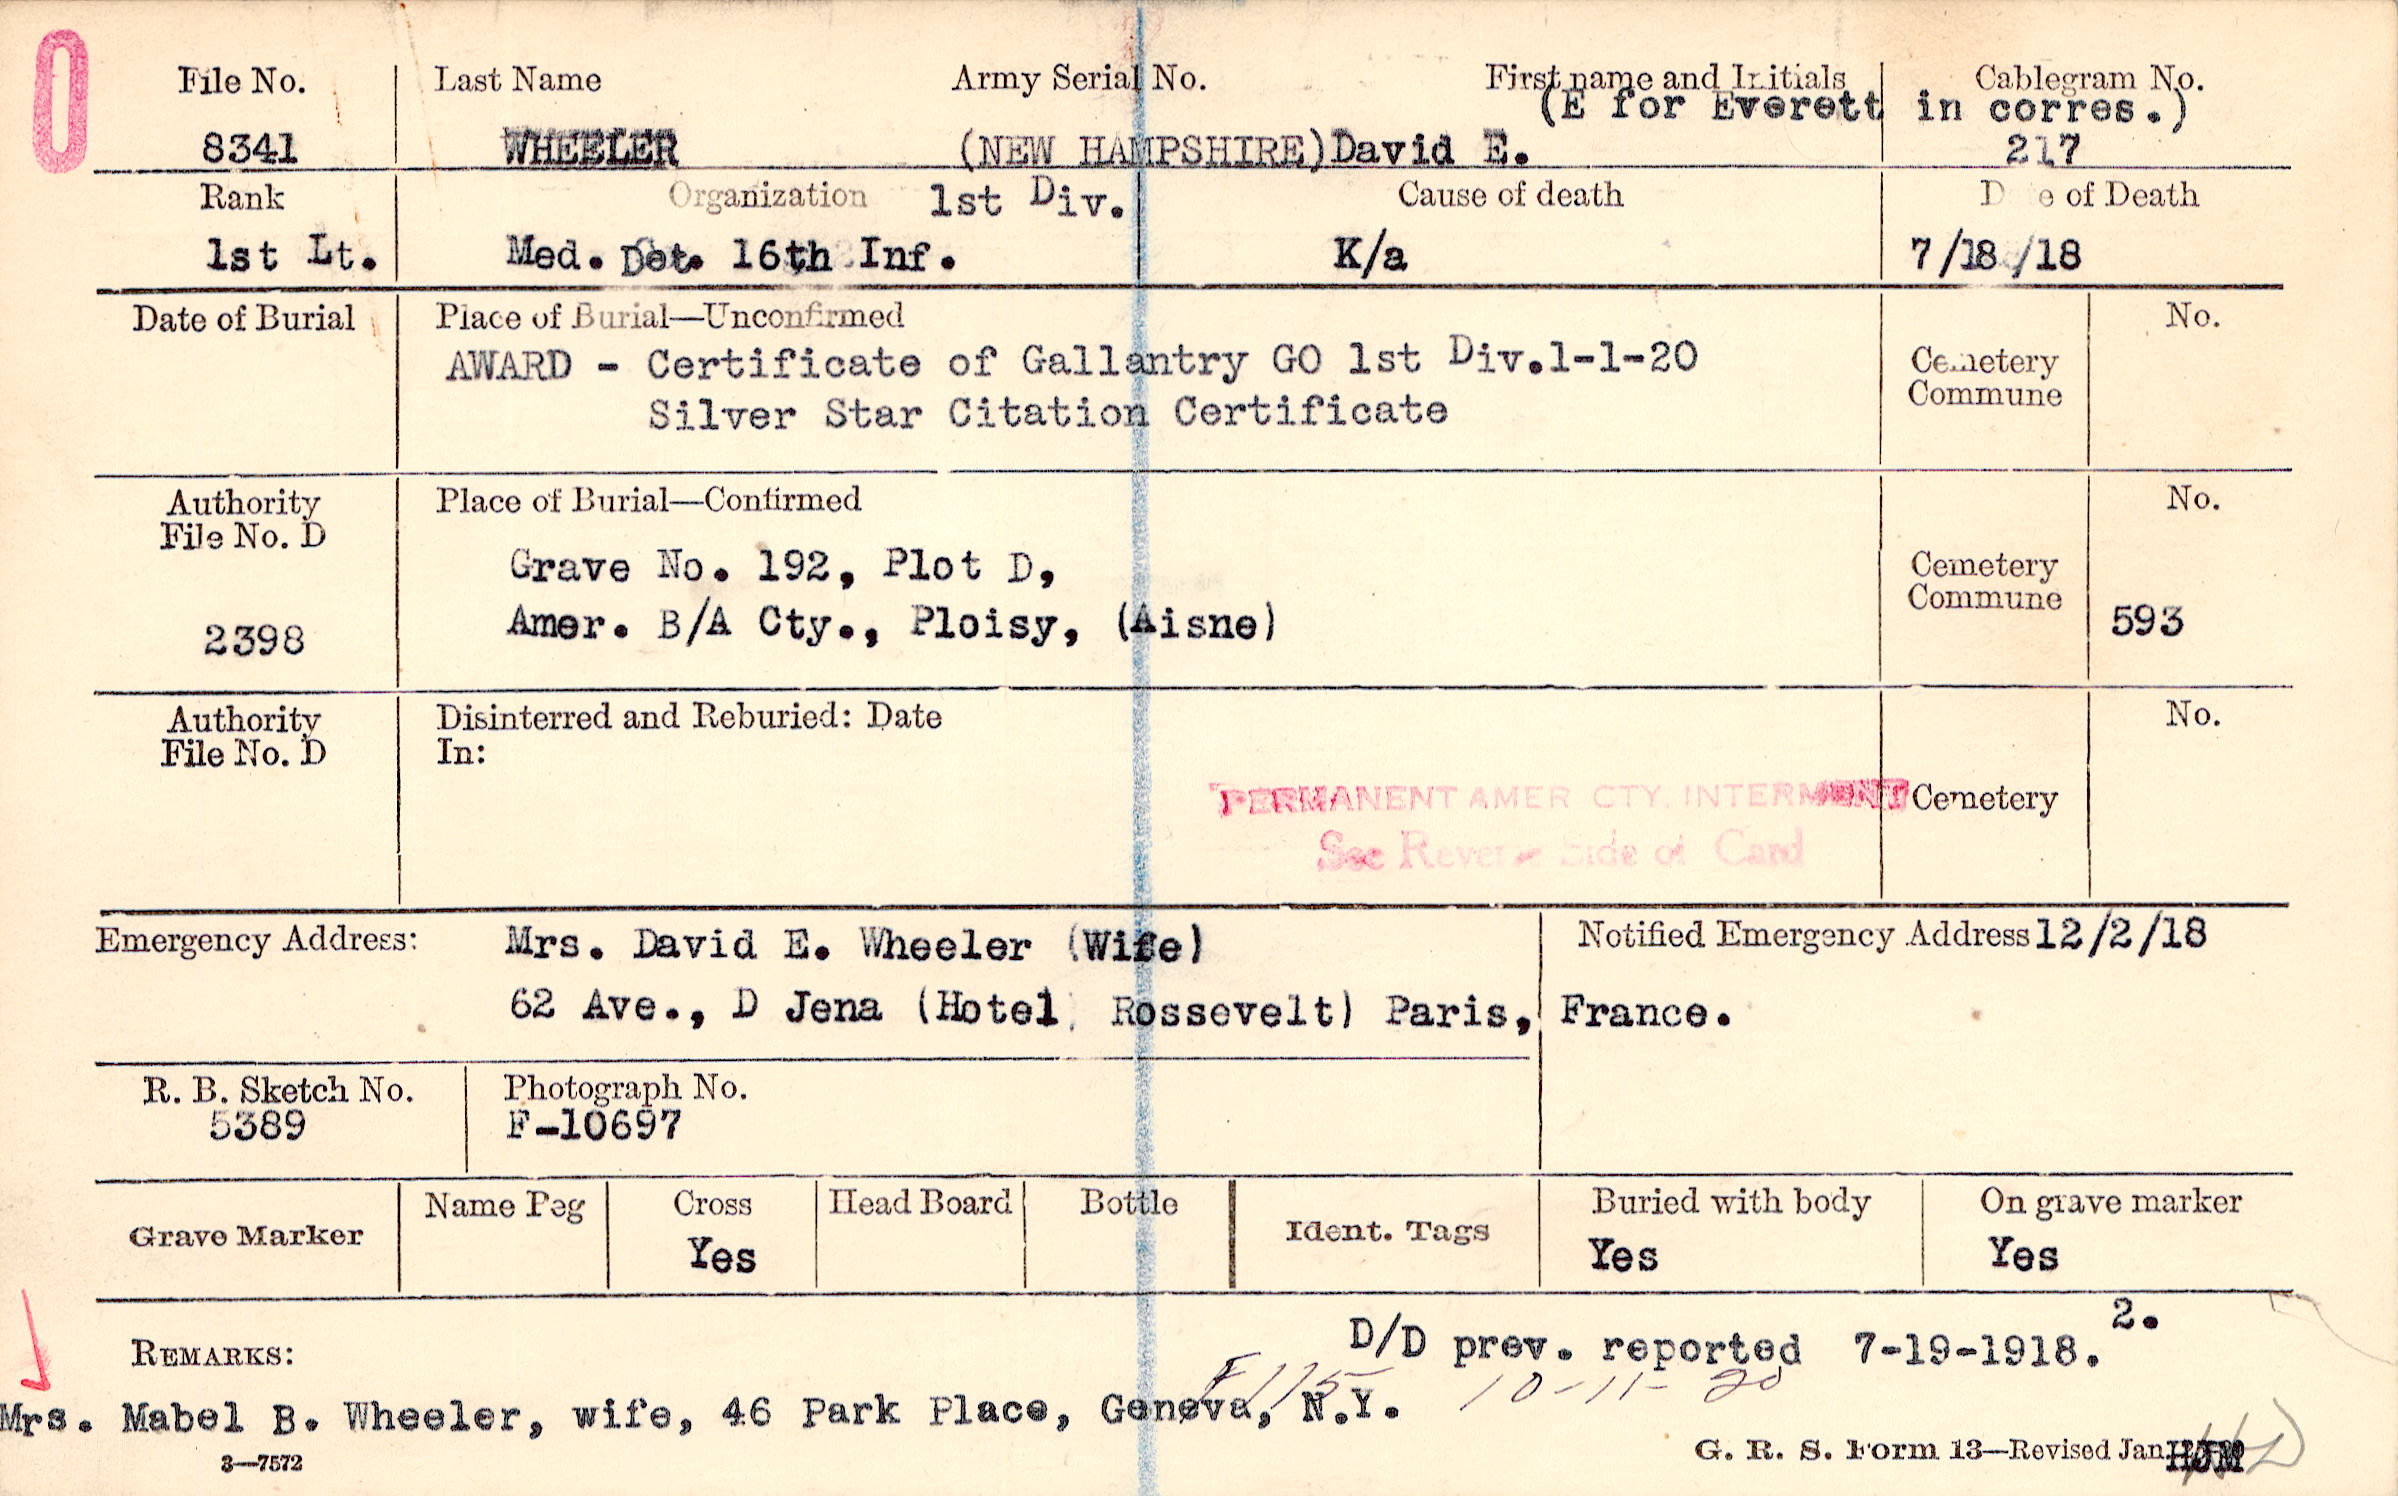 File No. Last Name Army Serial No. First name and Initials Cablegram No.
(E for Everett in corres.)
8341 WHEELER (NEW HAMPSHIRE) David E. 217
Rank Organization 1st Div. Cause of death D e of Death
1st Lt. Med. Det. 16th Inf. K/a 7/18/18
Date of Burial Place of Burial—Unconfirmed No.
AWARD - Certificate of Gallantry GO 1st Div.1-1-20 Cemetery
Commune
Silver Star Citation Certificate
Authority Place of Burial—Confirmed No.
File No. D
Grave No. 192, Plot D, Cemetery
Commune
2398 Amer. B/A Cty., Ploisy, (Aisne) 593
Authority Disinterred and Reburied: Date No.
File No. D In:
PERMANENT AMER CTY. INTERMENT Cemetery
See Reverse Side of Card
Emergency Address: Mrs. David E. Wheeler (Wife) Notified Emergency Address 12/2/18
62 Ave., D Jena (Hotel Rossevelt) Paris, France.
R. B. Sketch No. Photograph No.
5389 F-10697
Grave Marker Name Peg Cross Head Board Bottle Ident. Tags Buried with body On grave marker
Yes Yes Yes
2.
REMARKS: D/D prev. reported 7-19-1918.
10-11-20
Mrs. Mabel B. Wheeler, wife, 46 Park Place, Geneva, N.Y.
3—7572 G. R. S. Form 13—Revised Jan HJM